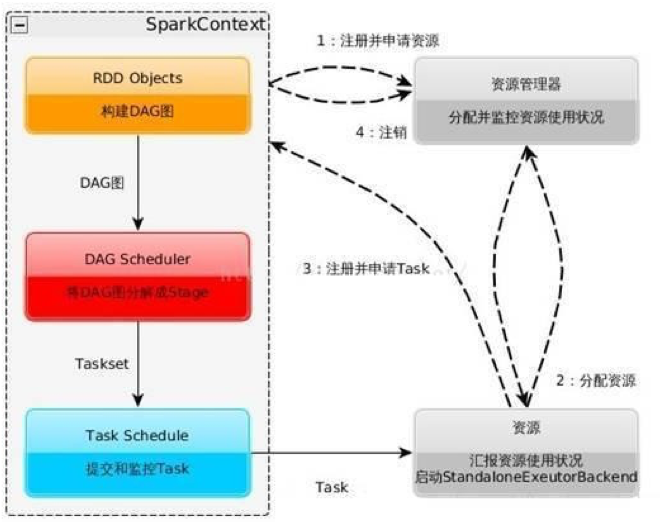 SparkContext
1：注册并申请资源
RDD Objects
构建DAG图
资源管理器
分配并监控资源使用状况
4：注销
DAG图
DAG Scheduler
将DAG图分解成Stage
3：注册并申请Task
Taskset
2：分配资源
Task Schedule
提交和监控Task
资源
汇报资源使用状况
启动StandaloneExeutorBackend
Task